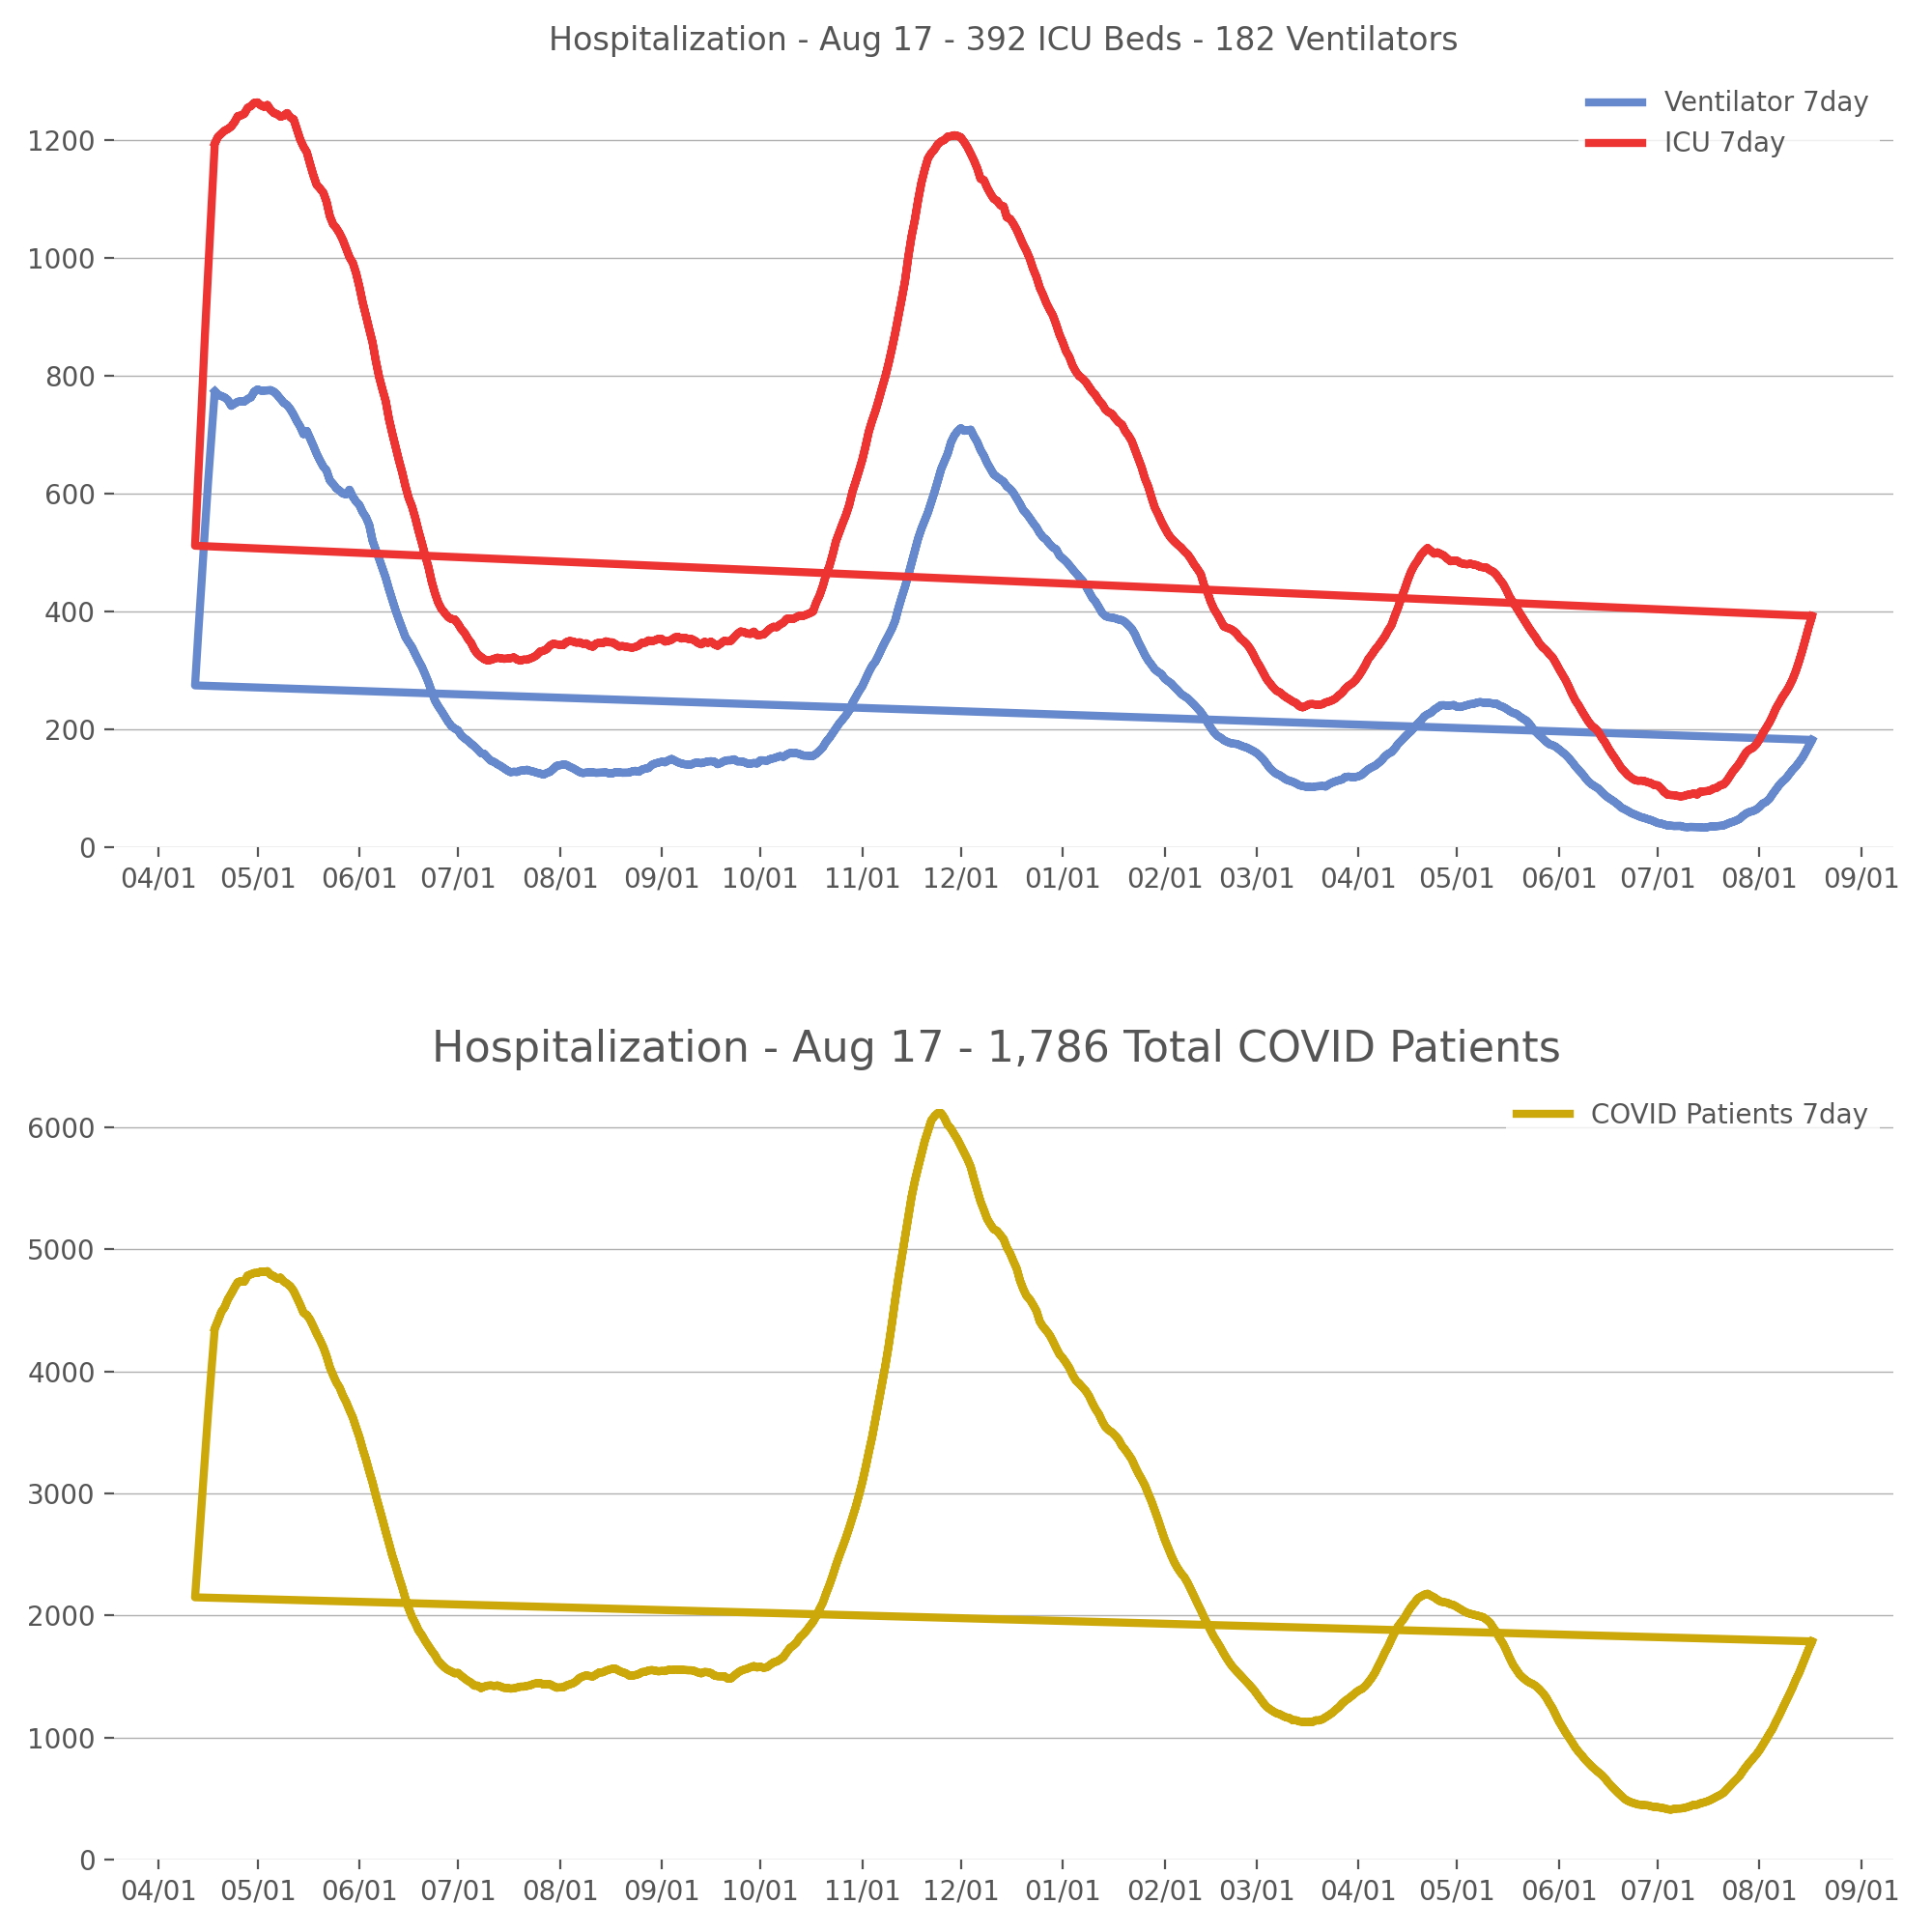 Hospitalization - Aug 17 - 392 ICU Beds - 182 Ventilators
Ventilator 7day
ICU 7day
1200
1000
800
600
400
200
0
04/01 05/01 06/01 07/01 08/01 09/01 10/01 11/01 12/01 01/01 02/01 03/01 04/01 05/01 06/01 07/01 08/01 09/01
Hospitalization - Aug 17 - 1,786 Total COVID Patients
COVID Patients 7day
6000
5000
4000
3000
2000
1000
0
04/01 05/01 06/01 07/01 08/01 09/01 10/01 11/01 12/01 01/01 02/01 03/01 04/01 05/01 06/01 07/01 08/01 09/01